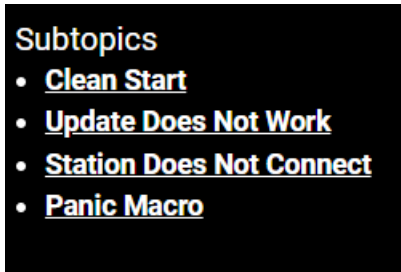 Subtopics
• Clean Start
• Update Does Not Work
• Station Does Not Connect
• Panic Macro